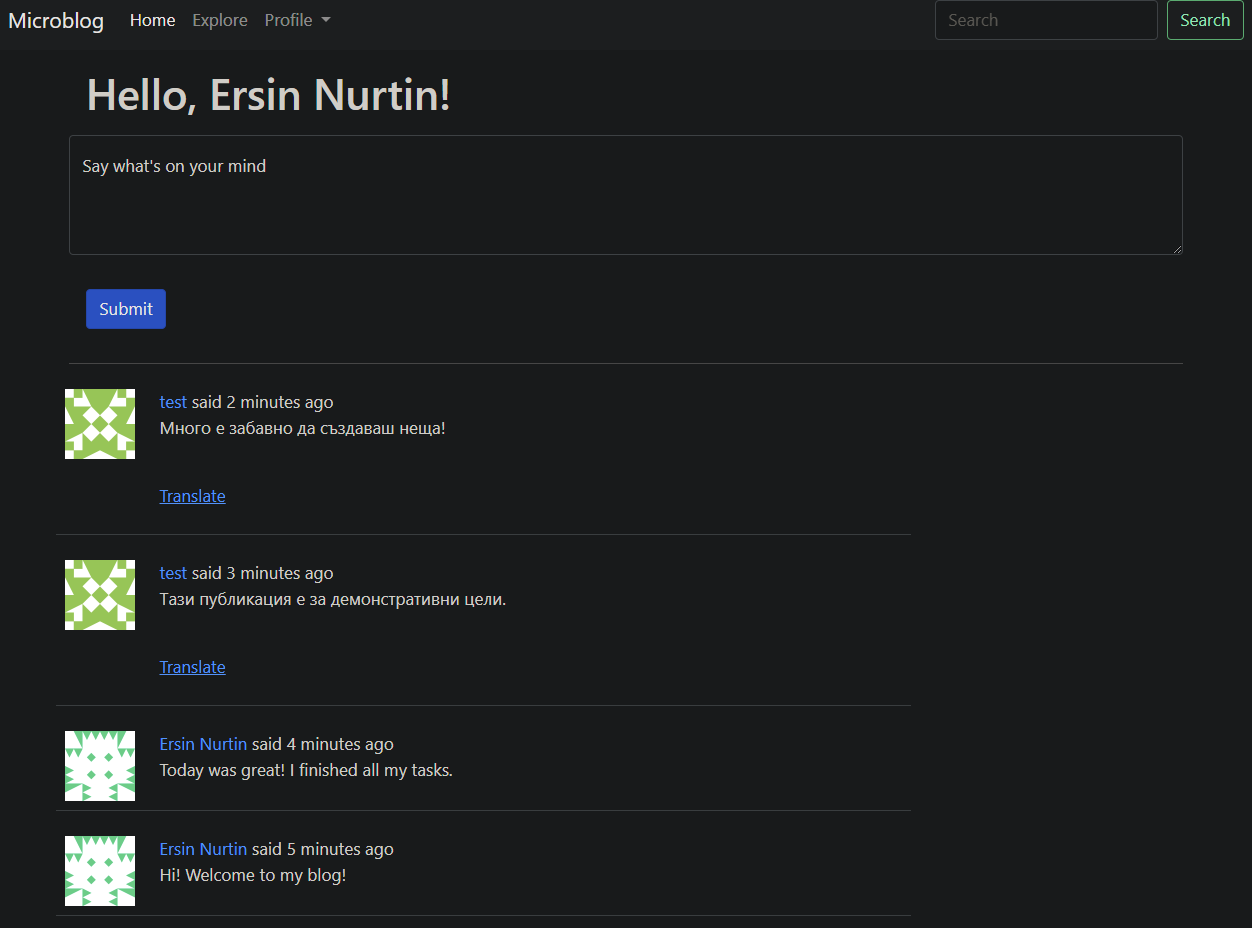 Microblog Home Explore Profile Search Search
Hello, Ersin Nurtin!
Say what's on your mind
Submit
test said 2 minutes ago
Много е забавно да създаваш неща!
Translate
test said 3 minutes ago
Тази публикация е за демонстративни цели.
Translate
Ersin Nurtin said 4 minutes ago
Today was great! I finished all my tasks.
Ersin Nurtin said 5 minutes ago
Hi! Welcome to my blog!